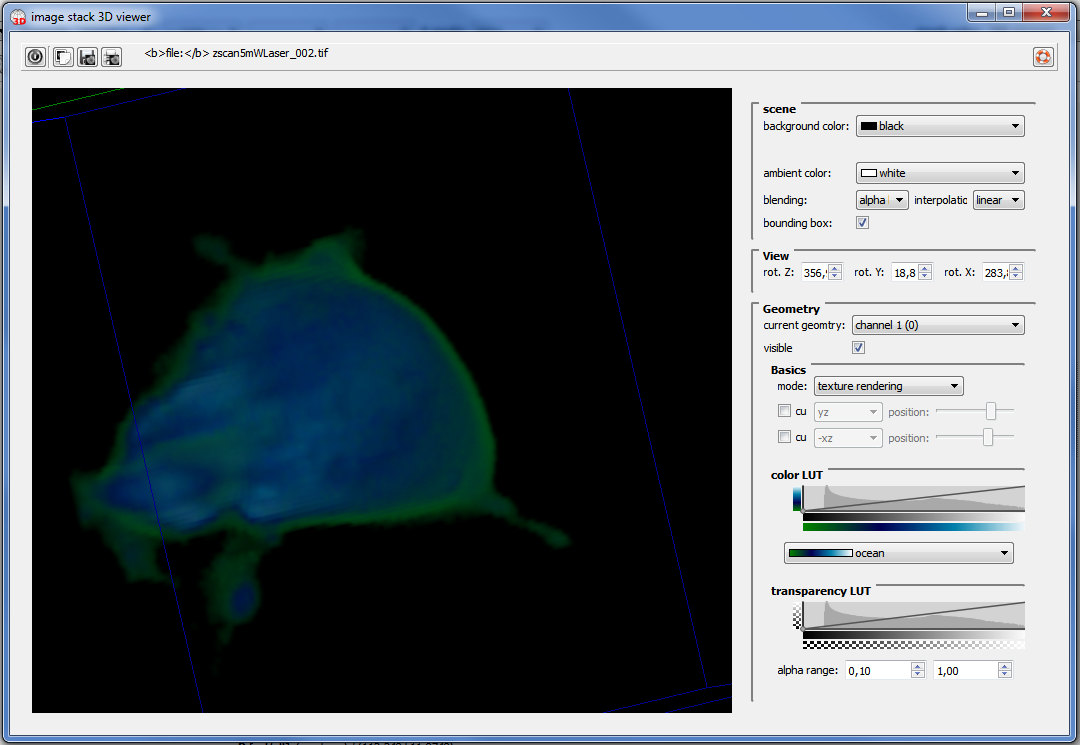 image stack 3D viewer
<b>file:</b> zscan5mWLaser_002.tif
scene
background color: black
ambient color: white
blending: alpha interpolatic linear
bounding box:
View
rot. Z: 356, rot. Y: 18,8 rot. X: 283,
Geometry
current geomtry: channel 1 (0)
visible
Basics
mode: texture rendering
cu yz position:
cu -xz position:
color LUT
ocean
transparency LUT
alpha range: 0,10 1,00